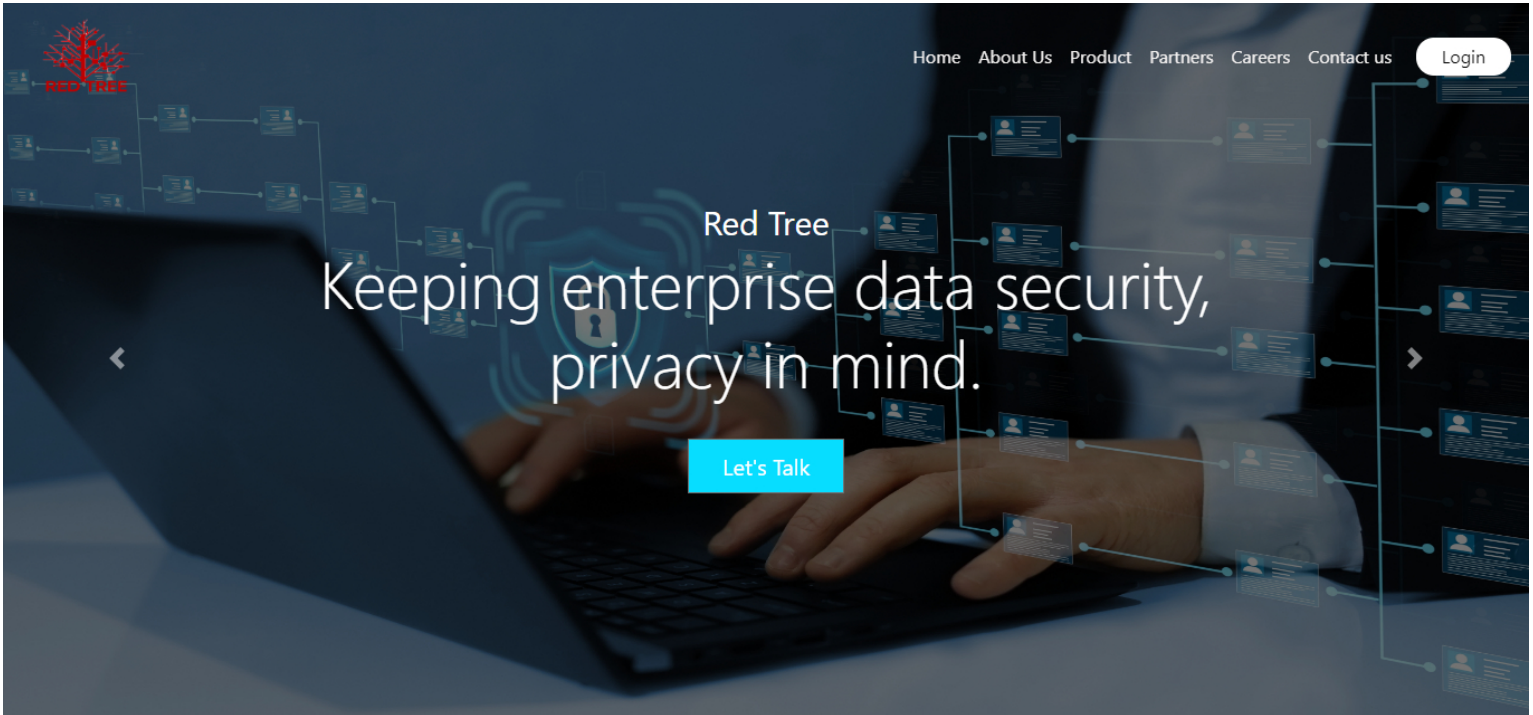 RED TREE
Home About Us Product Partners Careers Contact us Login
Red Tree
Keeping enterprise data security,
privacy in mind.
Let's Talk